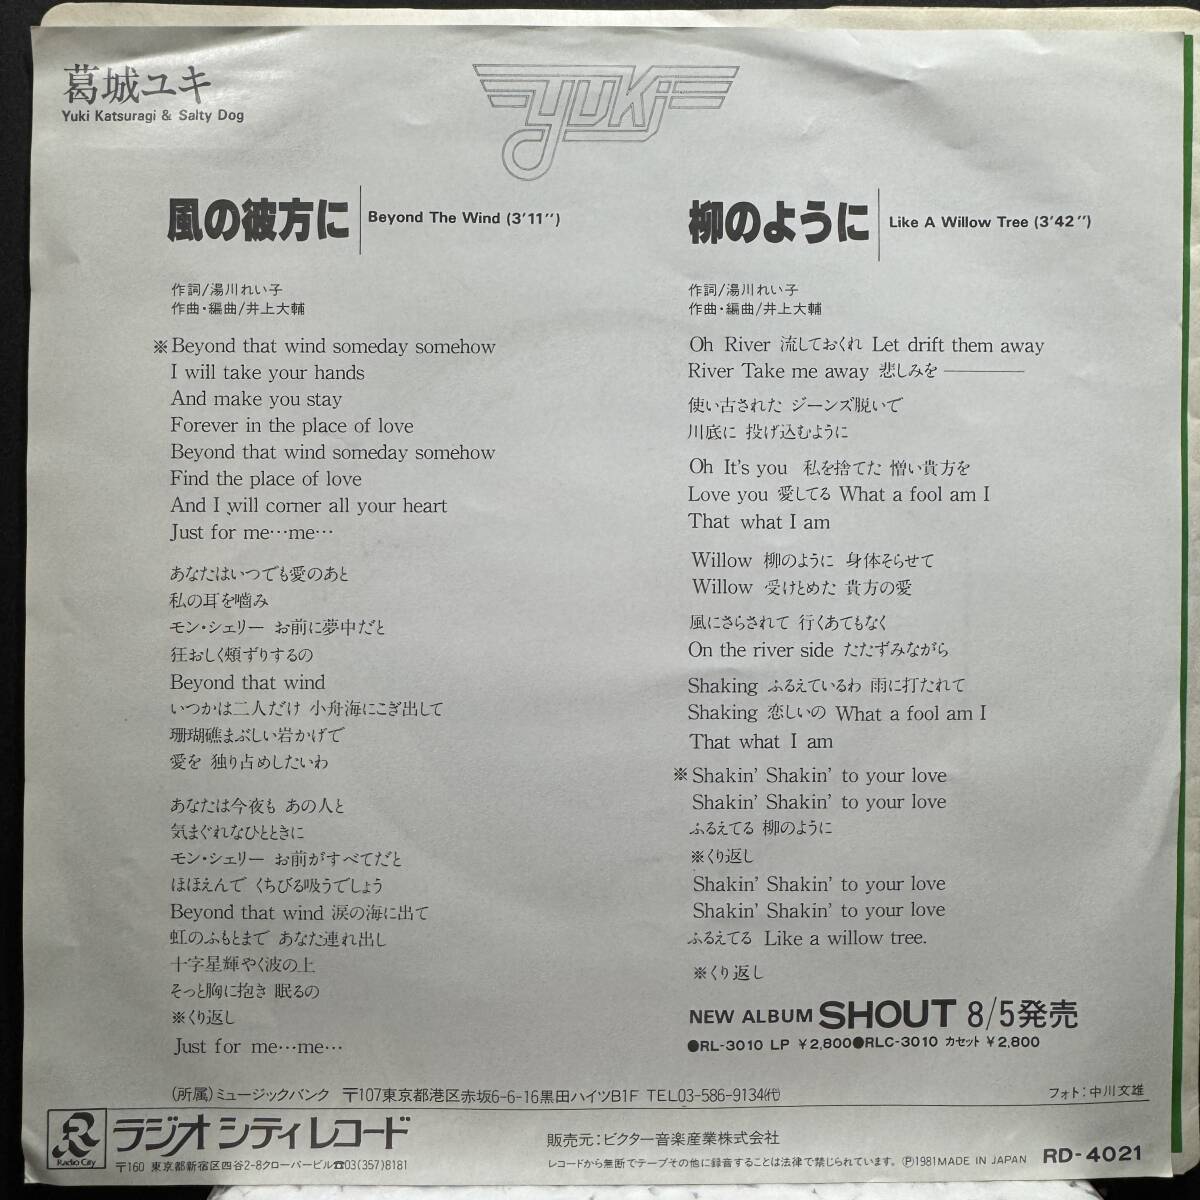 葛城ユキ
Yuki Katsuragi & Salty Dog
YUKi
風の彼方に
Beyond The Wind (3'11")
作詞/湯川れい子
作曲・編曲/井上大輔
※Beyond that wind someday somehow
I will take your hands
And make you stay
Forever in the place of love
Beyond that wind someday somehow
Find the place of love
And I will corner all your heart
Just for me…me…
あなたはいつでも愛のあと
私の耳を嚙み
モン・シェリー お前に夢中だと
狂おしく頰ずりするの
Beyond that wind
いつかは二人だけ 小舟海にこぎ出して
珊瑚礁まぶしい岩かげで
愛を 独り占めしたいわ
あなたは今夜も あの人と
気まぐれなひとときに
モン・シェリー お前がすべてだと
ほほえんで くちびる吸うでしょう
Beyond that wind 涙の海に出て
虹のふもとまで あなた連れ出し
十字星輝やく波の上
そっと胸に抱き 眠るの
※くり返し
Just for me…me…
柳のように
Like A Willow Tree (3'42")
作詞/湯川れい子
作曲・編曲/井上大輔
Oh River 流しておくれ Let drift them away
River Take me away 悲しみを――――
使い古された ジーンズ脱いで
川底に 投げ込むように
Oh It's you 私を捨てた 憎い貴方を
Love you 愛してる What a fool am I
That what I am
Willow 柳のように 身体そらせて
Willow 受けとめた 貴方の愛
風にさらされて 行くあてもなく
On the river side たたずみながら
Shaking ふるえているわ 雨に打たれて
Shaking 恋しいの What a fool am I
That what I am
※Shakin' Shakin' to your love
Shakin' Shakin' to your love
ふるえてる 柳のように
※くり返し
Shakin' Shakin' to your love
Shakin' Shakin' to your love
ふるえてる Like a willow tree.
※くり返し
NEW ALBUM SHOUT 8/5発売
●RL-3010 LP ¥2,800●RLC-3010 カセット ¥2,800
(所属)ミュージックバンク 〒107東京都港区赤坂6-6-16黒田ハイツB1F TEL03-586-9134㈹
フォト:中川文雄
Radio City
ラジオ シティ レコード
〒160 東京都新宿区四谷2-8クローバービル☎03(357)8181
販売元:ビクター音楽産業株式会社
レコードから無断でテープその他に録音することは法律で禁じられています。Ⓟ1981 MADE IN JAPAN RD-4021